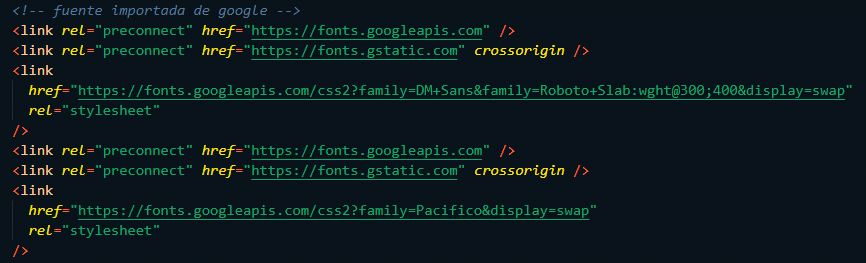 <!-- fuente importada de google -->
<link rel="preconnect" href="https://fonts.googleapis.com" />
<link rel="preconnect" href="https://fonts.gstatic.com" crossorigin />
<link
href="https://fonts.googleapis.com/css2?family=DM+Sans&family=Roboto+Slab:wght@300;400&display=swap"
rel="stylesheet"
/>
<link rel="preconnect" href="https://fonts.googleapis.com" />
<link rel="preconnect" href="https://fonts.gstatic.com" crossorigin />
<link
href="https://fonts.googleapis.com/css2?family=Pacifico&display=swap"
rel="stylesheet"
/>